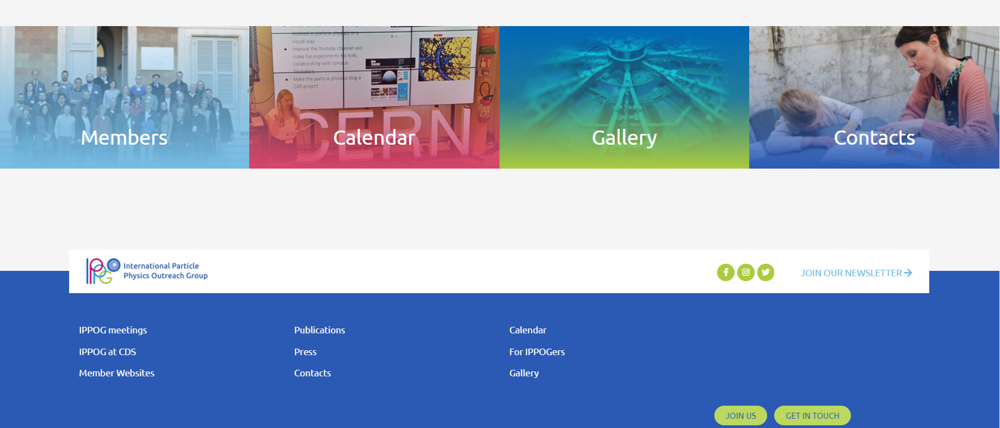 involved in particle physics in a
visual way.
Improve the Youtube channel and
make fun experiments for kids,
collaborating with famous
Youtubers.
Make the particle physics blog a
CAS project.
CERN
Members
Calendar
Gallery
Contacts
IPPOG
International Particle
Physics Outreach Group
JOIN OUR NEWSLETTER
IPPOG meetings
Publications
Calendar
IPPOG at CDS
Press
For IPPOGers
Member Websites
Contacts
Gallery
JOIN US
GET IN TOUCH